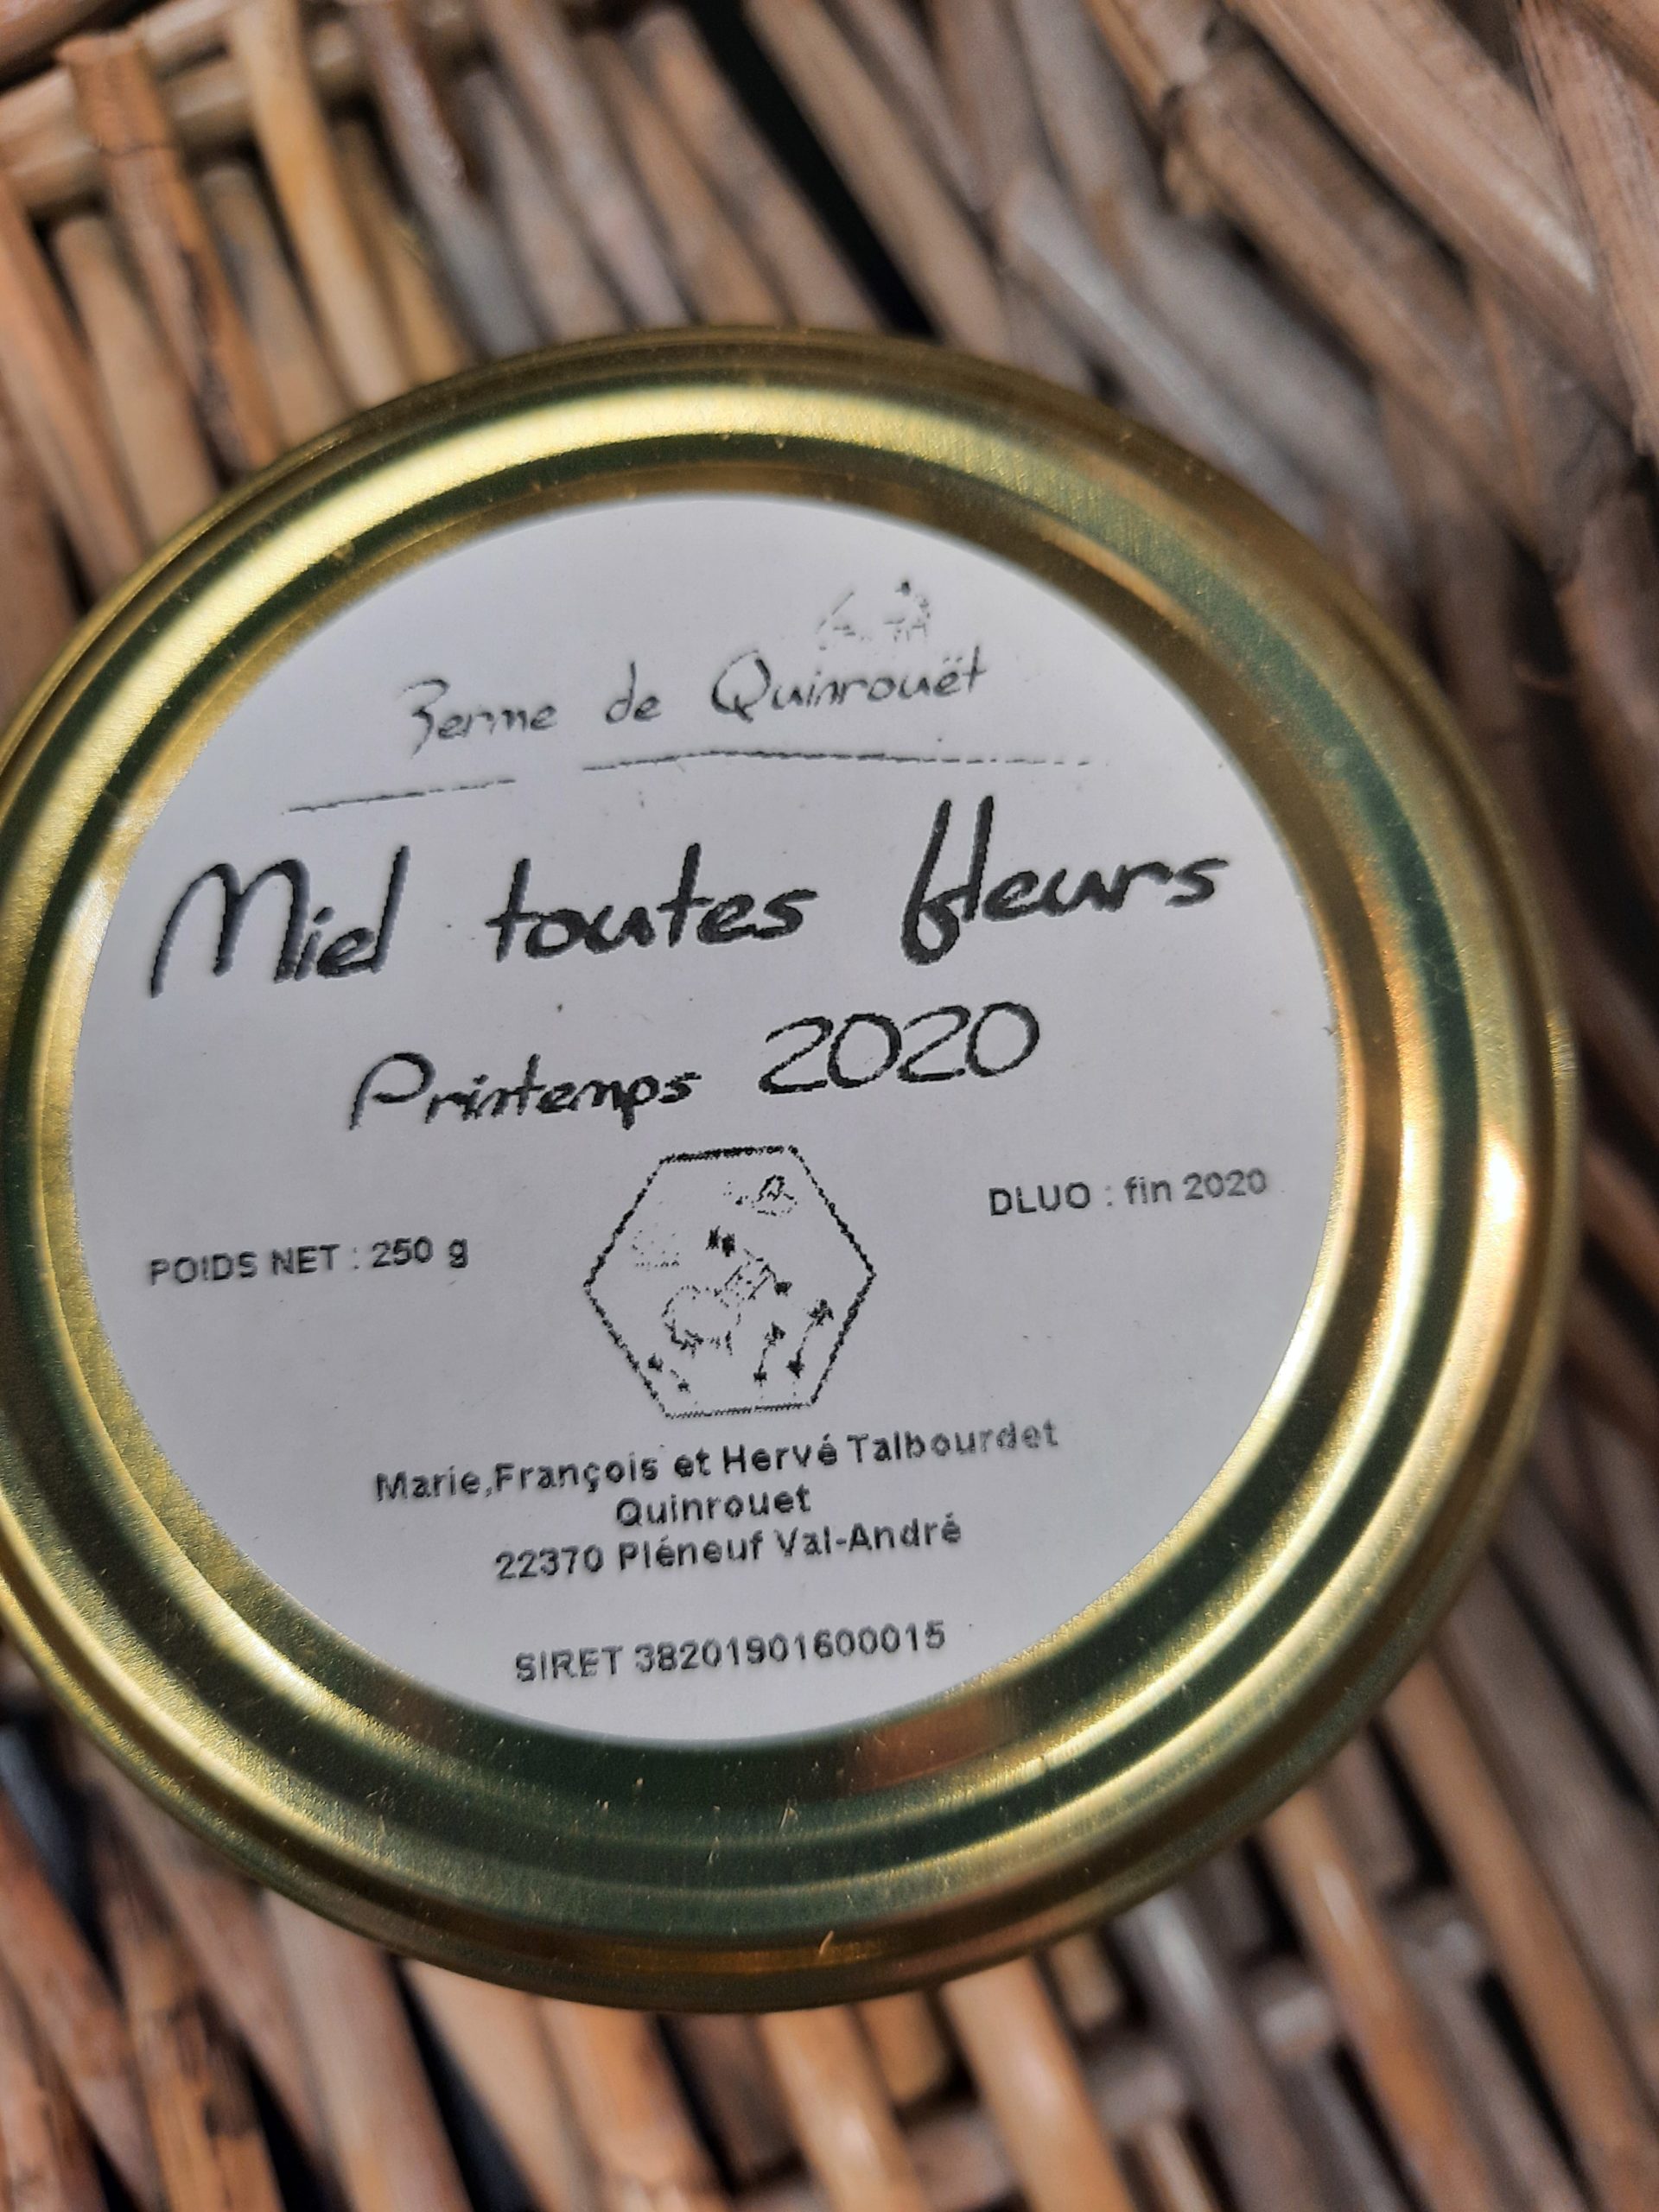 Ferme de Quinrouët
Miel toutes fleurs
Printemps 2020
DLUO : fin 2020
POIDS NET : 250 g
Marie,François et Hervé Talbourdet
Quinrouet
22370 Pléneuf Val-André
SIRET 38201901600015